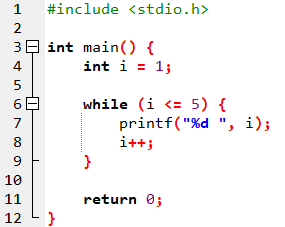 1 #include <stdio.h>
2
3 int main() {
4     int i = 1;
5
6     while (i <= 5) {
7         printf("%d ", i);
8         i++;
9     }
10
11     return 0;
12 }